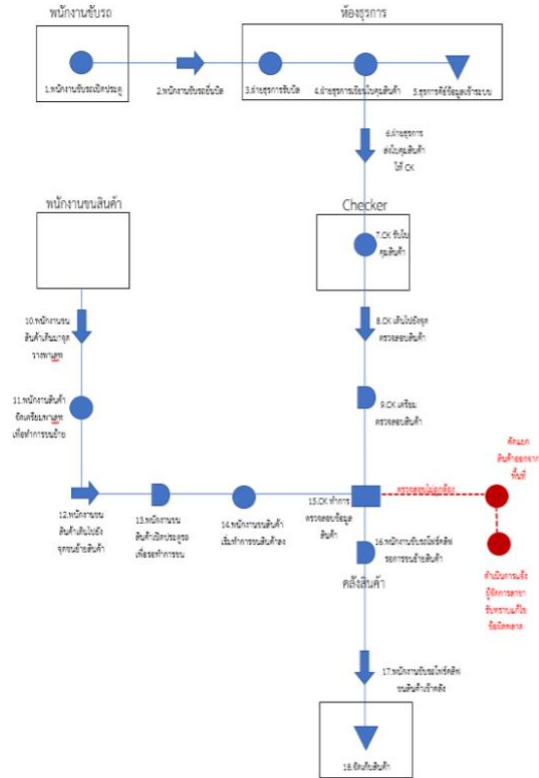 พนักงานขับรถ
ห้องธุรการ
1.พนักงานขับรถเปิดประตู
2.พนักงานขับรถยื่นบิล
3.ฝ่ายธุรการรับบิล
4.ฝ่ายธุรการเขียนใบคุมสินค้า
5.ธุรการคีย์ข้อมูลเข้าระบบ
6.ฝ่ายธุรการ
ส่งใบคุมสินค้า
ให้ CK
พนักงานขนสินค้า
Checker
7.CK รับใบ
คุมสินค้า
10.พนักงานขน
สินค้าเดินมาจุด
วางพาเลท
8.CK เดินไปยังจุด
ตรวจสอบสินค้า
11.พนักงานสินค้า
จัดเตรียมพาเลท
เพื่อทำการขนย้าย
9.CK เตรียม
ตรวจสอบสินค้า
คัดแยก
สินค้าออกจาก
พื้นที่
ตรวจสอบไม่ถูกต้อง
12.พนักงานขน
สินค้าเดินไปยัง
จุดขนย้ายสินค้า
13.พนักงานขน
สินค้าเปิดประตูรถ
เพื่อรอทำการขน
14.พนักงานขนสินค้า
เริ่มทำการขนสินค้าลง
15.CK ทำการ
ตรวจสอบข้อมูล
สินค้า
16.พนักงานขับรถโฟร์คลิฟ
รอการขนย้ายสินค้า
คลังสินค้า
ดำเนินการแจ้ง
ผู้จัดการสาขา
รับทราบแก้ไข
ข้อผิดพลาด
17.พนักงานขับรถโฟร์คลิฟ
ขนสินค้าเข้าคลัง
18.จัดเก็บสินค้า